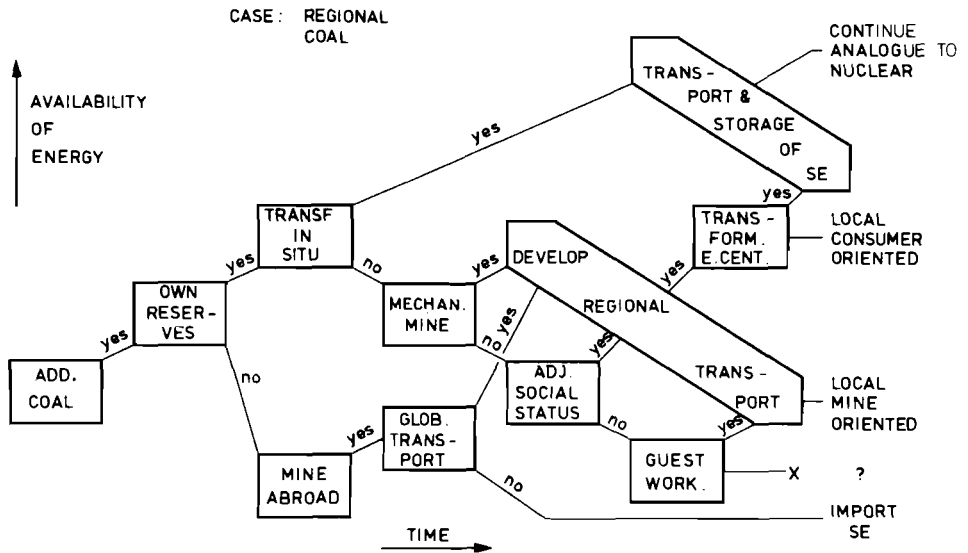 CASE: REGIONAL
COAL
AVAILABILITY
OF
ENERGY
CONTINUE
ANALOGUE TO
NUCLEAR
TRANS-
PORT &
STORAGE
OF
SE
yes
yes
TRANSF
IN
SITU
TRANS-
FORM.
E.CENT.
LOCAL
CONSUMER
ORIENTED
yes
no
yes
DEVELOP
REGIONAL
TRANS-
PORT
yes
OWN
RESER-
VES
MECHAN.
MINE
yes
no
yes
yes
ADD.
COAL
no
ADJ.
SOCIAL
STATUS
LOCAL
MINE
ORIENTED
GLOB.
TRANS-
PORT
yes
no
yes
MINE
ABROAD
GUEST
WORK.
X ?
no
IMPORT
SE
TIME